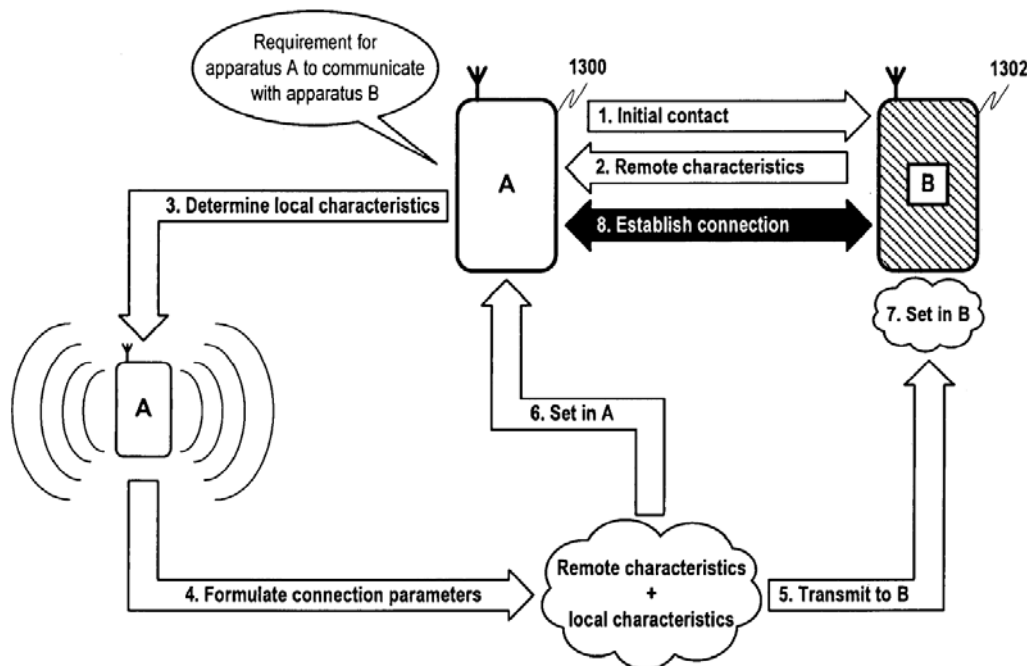 Requirement for
apparatus A to communicate
with apparatus B
1300
1302
1. Initial contact
2. Remote characteristics
A
B
3. Determine local characteristics
8. Establish connection
7. Set in B
A
6. Set in A
Remote characteristics
+
local characteristics
4. Formulate connection parameters
5. Transmit to B